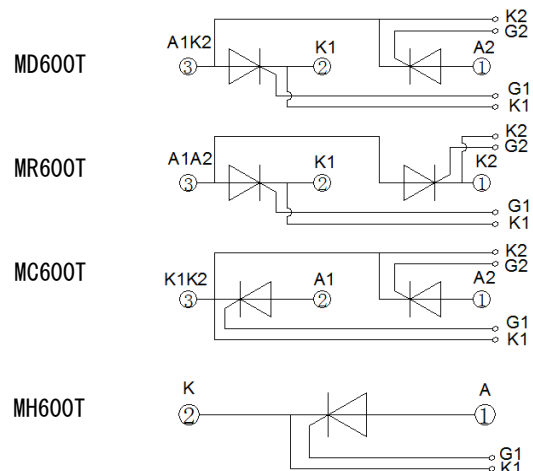 K2
G2
A1K2 K1 A2
MD600T ③ ② ①
G1
K1
K2
G2
A1A2 K1 K2
MR600T ③ ② ①
G1
K1
K2
G2
K1K2 A1 A2
MC600T ③ ② ①
G1
K1
K A
MH600T ② ①
G1
K1